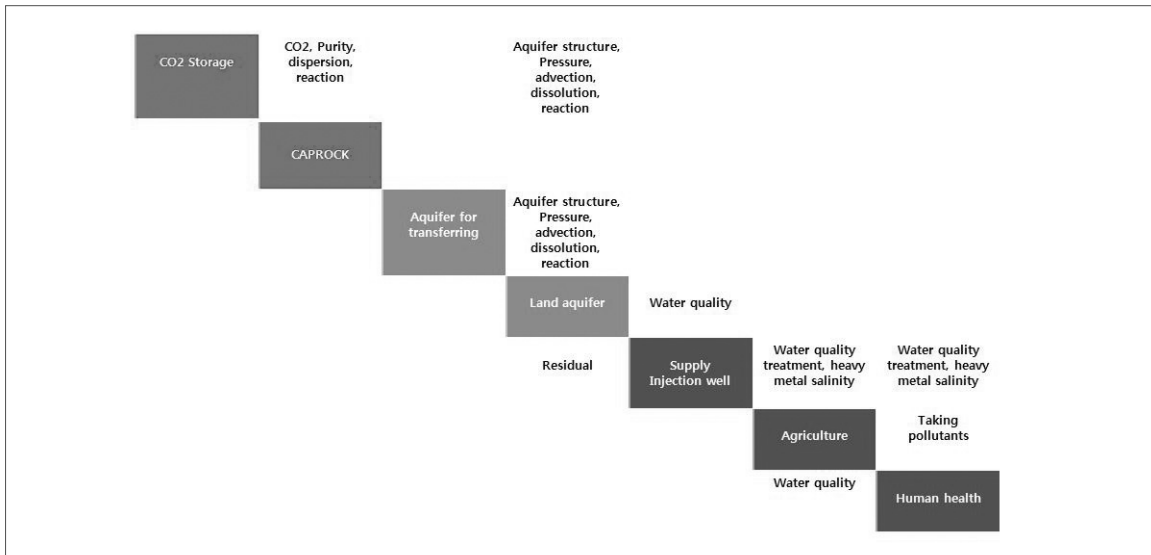 CO2 Storage
CO2, Purity,
dispersion,
reaction
Aquifer structure,
Pressure,
advection,
dissolution,
reaction
CAPROCK
Aquifer for
transferring
Aquifer structure,
Pressure,
advection,
dissolution,
reaction
Land aquifer
Water quality
Residual
Supply
Injection well
Water quality
treatment, heavy
metal salinity
Water quality
treatment, heavy
metal salinity
Agriculture
Taking
pollutants
Water quality
Human health